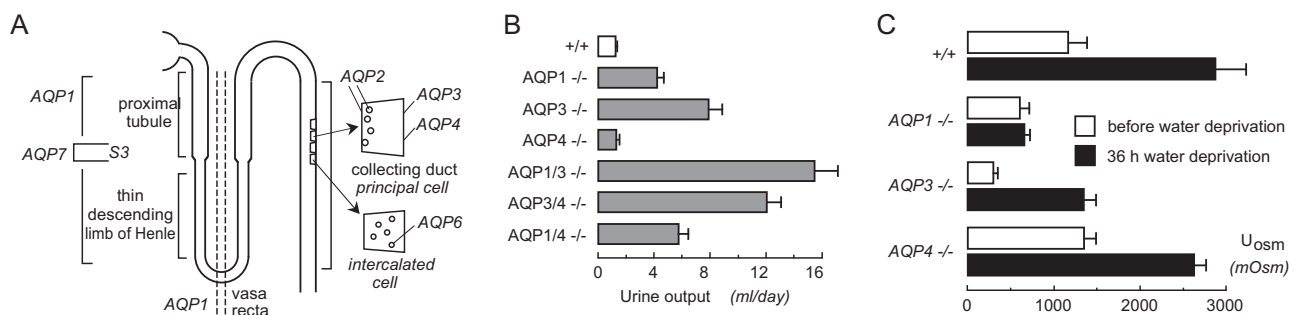 A
AQP1
AQP7
S3
proximal
tubule
thin
descending
limb of Henle
AQP1
vasa
recta
AQP2
AQP3
AQP4
collecting duct
principal cell
AQP6
intercalated
cell
B
+/+
AQP1 -/-
AQP3 -/-
AQP4 -/-
AQP1/3 -/-
AQP3/4 -/-
AQP1/4 -/-
0 4 8 12 16
Urine output (ml/day)
C
+/+
AQP1 -/-
AQP3 -/-
AQP4 -/-
before water deprivation
36 h water deprivation
Uosm
(mOsm)
0 1000 2000 3000